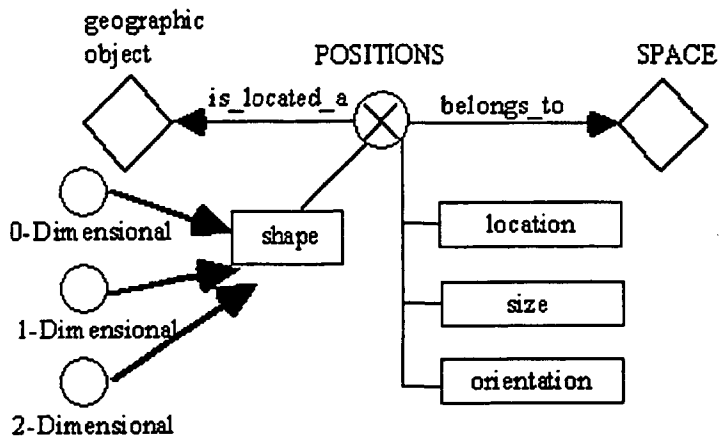 geographic
object
POSITIONS
SPACE
is_located_a
belongs_to
0-Dimensional
shape
location
1-Dimensional
size
2-Dimensional
orientation